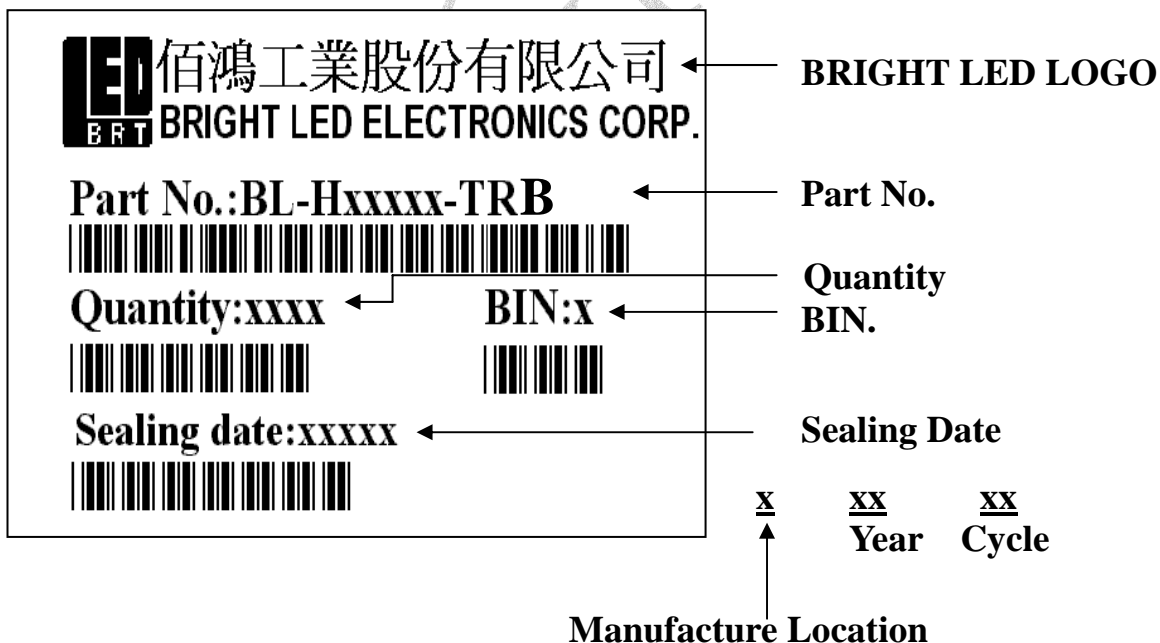 LED 佰鴻工業股份有限公司 BRIGHT LED LOGO
BRT BRIGHT LED ELECTRONICS CORP.
Part No.:BL-Hxxxxx-TRB Part No.
Quantity
Quantity:xxxx BIN:x BIN.
Sealing date:xxxxx Sealing Date
x xx xx
Year Cycle
Manufacture Location